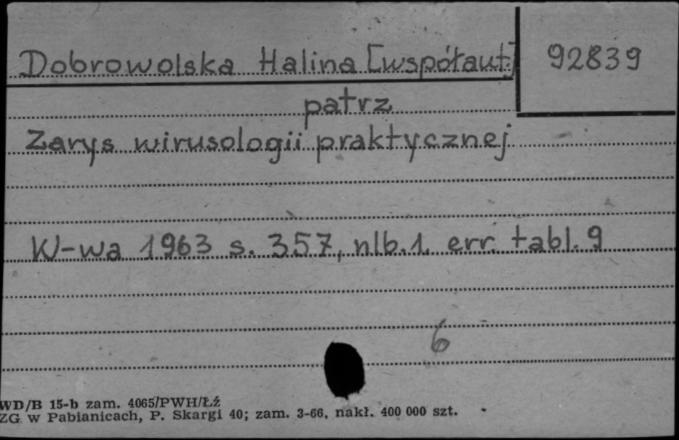 Dobrowolska Halina [współaut.] 92839
patrz
Zarys wirusologii praktycznej
W-wa 1963 s. 357, nlb. 1, err. tabl. 9
6
WD/B 15-b zam. 4065/PWH/Łź
ZG w Pabianicach, P. Skargi 40; zam. 3-66, nakł. 400 000 szt.